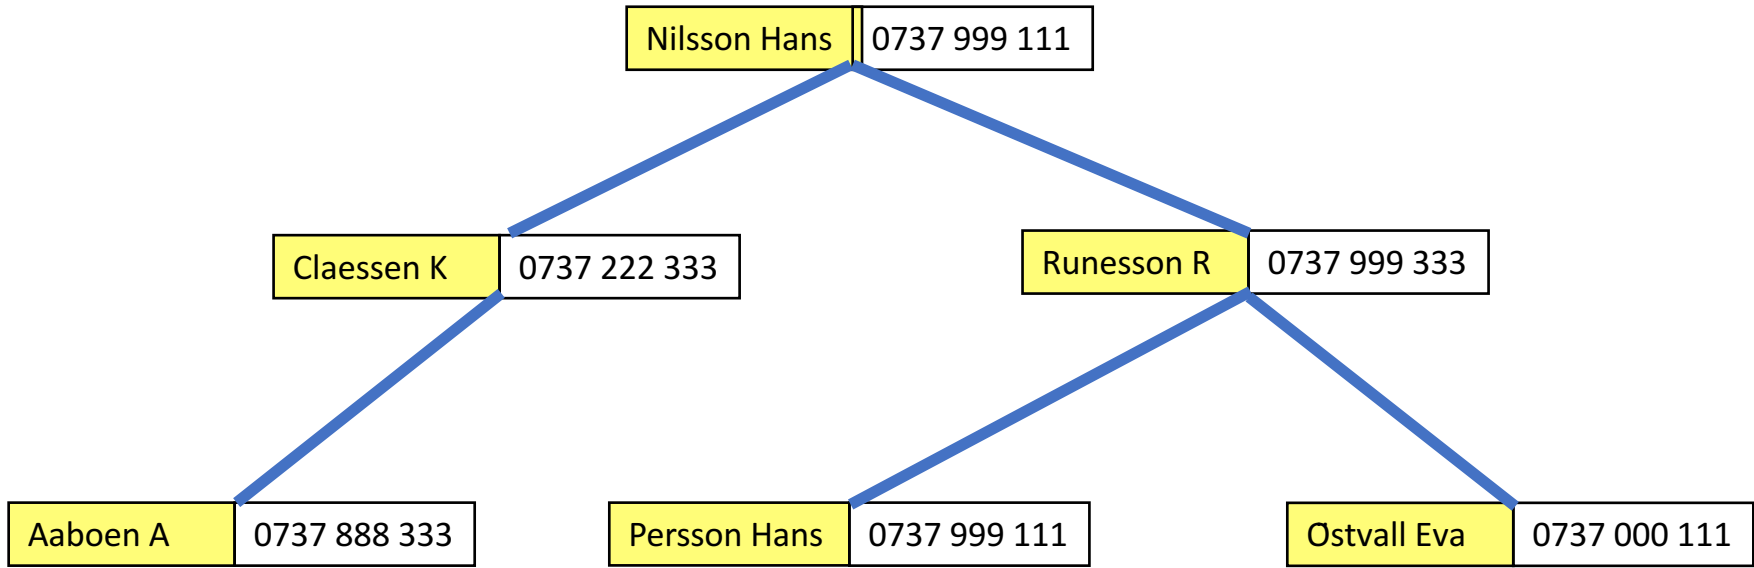 Nilsson Hans 0737 999 111
Claessen K 0737 222 333
Runesson R 0737 999 333
Aaboen A 0737 888 333
Persson Hans 0737 999 111
Östvall Eva 0737 000 111